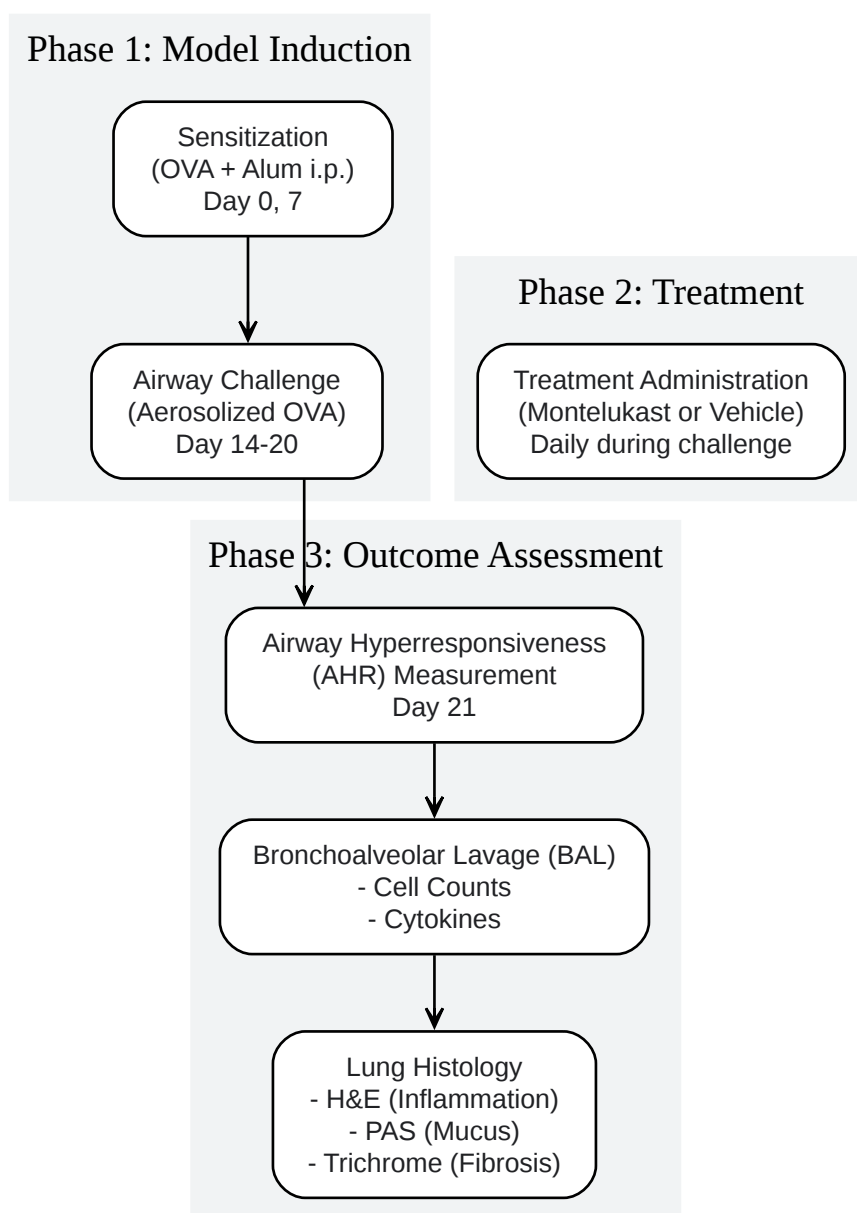 Phase 1: Model Induction
Sensitization
(OVA + Alum i.p.)
Day 0, 7
Airway Challenge
(Aerosolized OVA)
Day 14-20
Phase 2: Treatment
Treatment Administration
(Montelukast or Vehicle)
Daily during challenge
Phase 3: Outcome Assessment
Airway Hyperresponsiveness
(AHR) Measurement
Day 21
Bronchoalveolar Lavage (BAL)
- Cell Counts
- Cytokines
Lung Histology
- H&E (Inflammation)
- PAS (Mucus)
- Trichrome (Fibrosis)